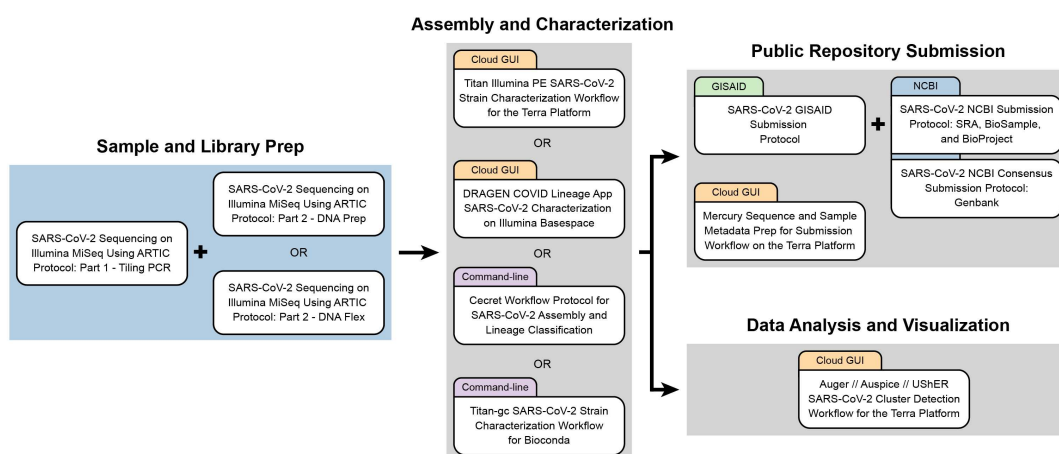 Sample and Library Prep
SARS-CoV-2 Sequencing on
Illumina MiSeq Using ARTIC
Protocol: Part 1 - Tiling PCR
+
SARS-CoV-2 Sequencing on
Illumina MiSeq Using ARTIC
Protocol: Part 2 - DNA Prep
OR
SARS-CoV-2 Sequencing on
Illumina MiSeq Using ARTIC
Protocol: Part 2 - DNA Flex
Assembly and Characterization
Cloud GUI
Titan Illumina PE SARS-CoV-2
Strain Characterization Workflow
for the Terra Platform
OR
Cloud GUI
DRAGEN COVID Lineage App
SARS-CoV-2 Characterization
on Illumina Basespace
OR
Command-line
Cecret Workflow Protocol for
SARS-CoV-2 Assembly and
Lineage Classification
OR
Command-line
Titan-gc SARS-CoV-2 Strain
Characterization Workflow
for Bioconda
Public Repository Submission
GISAID
SARS-CoV-2 GISAID
Submission
Protocol
+
NCBI
SARS-CoV-2 NCBI Submission
Protocol: SRA, BioSample,
and BioProject
SARS-CoV-2 NCBI Consensus
Submission Protocol:
Genbank
Cloud GUI
Mercury Sequence and Sample
Metadata Prep for Submission
Workflow on the Terra Platform
Data Analysis and Visualization
Cloud GUI
Auger // Auspice // UShER
SARS-CoV-2 Cluster Detection
Workflow for the Terra Platform